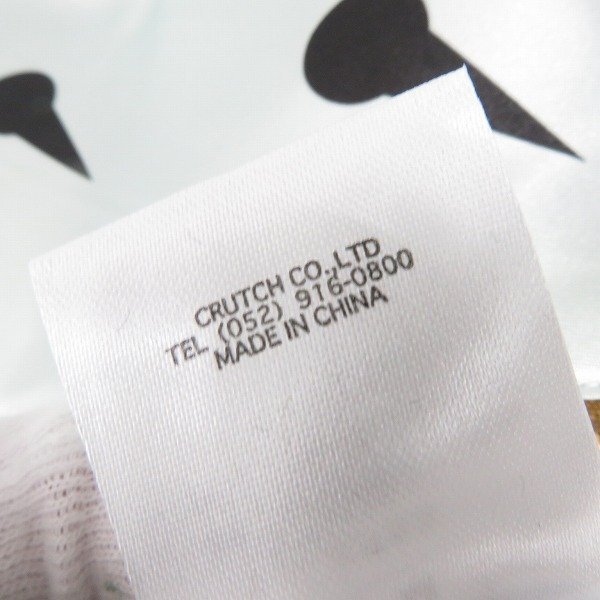 CRUTCH CO.,LTD
TEL (052) 916-0800
MADE IN CHINA